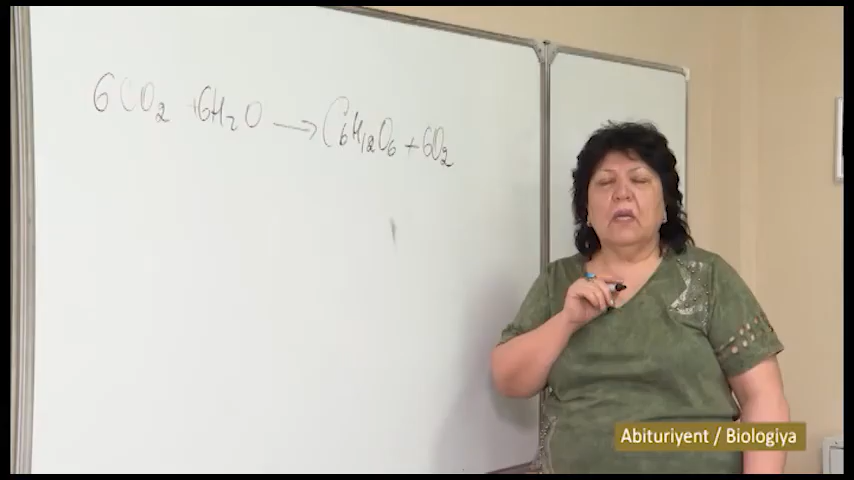 6CO₂ + 6H₂O → C₆H₁₂O₆ + 6O₂
Abituriyent / Biologiya